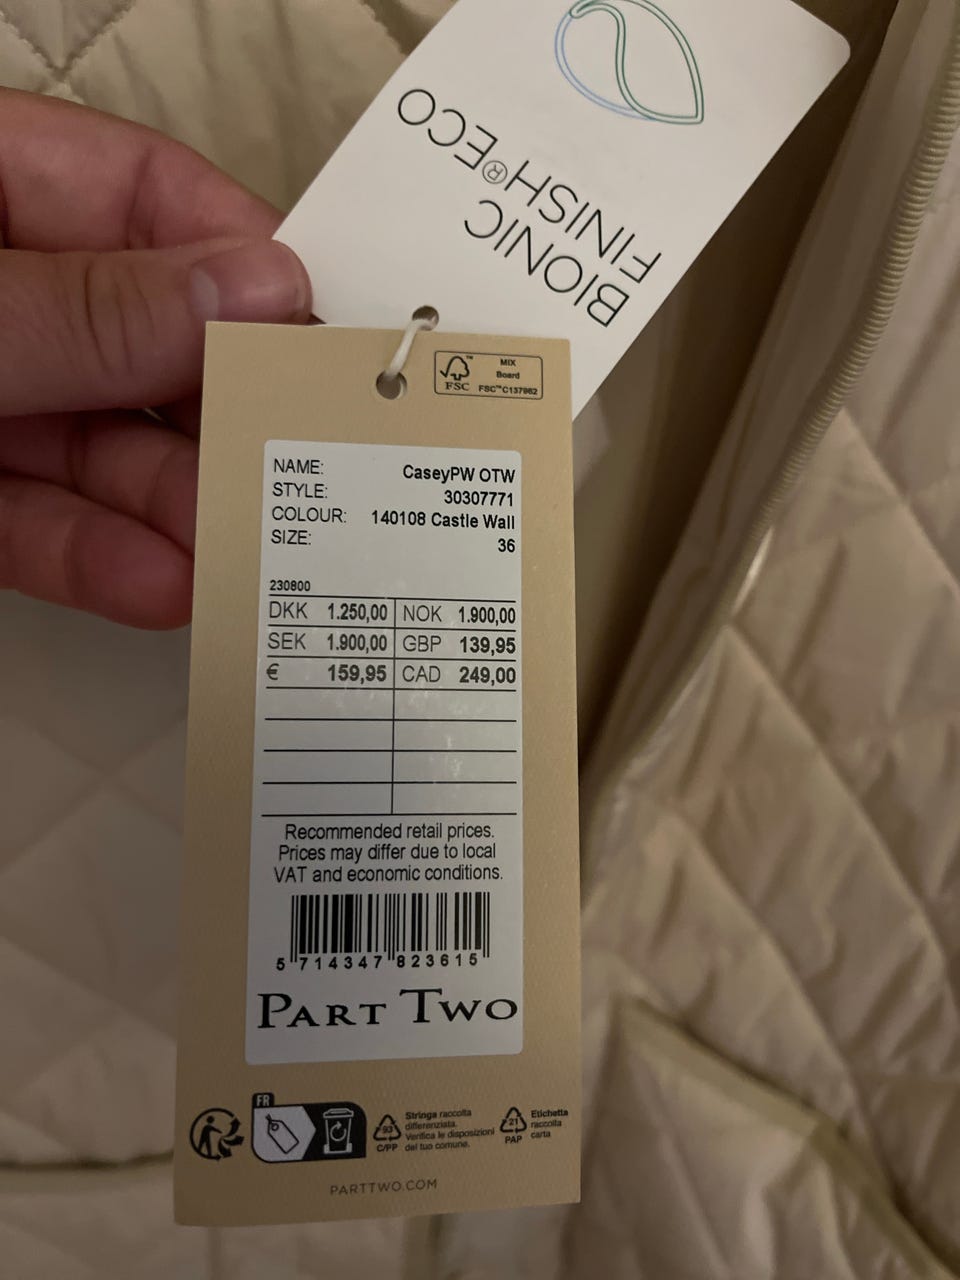 BIONIC
FINISH®ECO
FSC™
MIX
Board
FSC™C137982
NAME: CaseyPW OTW
STYLE: 30307771
COLOUR: 140108 Castle Wall
SIZE: 36
230800
DKK 1.250,00 NOK 1.900,00
SEK 1.900,00 GBP 139,95
€ 159,95 CAD 249,00
Recommended retail prices.
Prices may differ due to local
VAT and economic conditions.
5 714347 823615
PART TWO
FR
93
C/PP
Stringa raccolta
differenziata.
Verifica le disposizioni
del tuo comune.
21
PAP
Etichetta
raccolta
carta
PARTTWO.COM